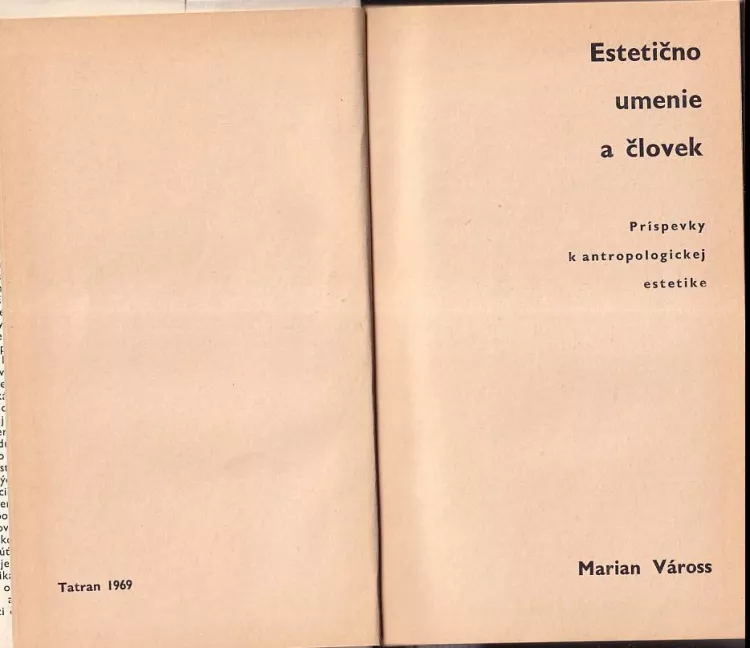 Tatran 1969
Estetično
umenie
a človek
Príspevky
k antropologickej
estetike
Marian Váross